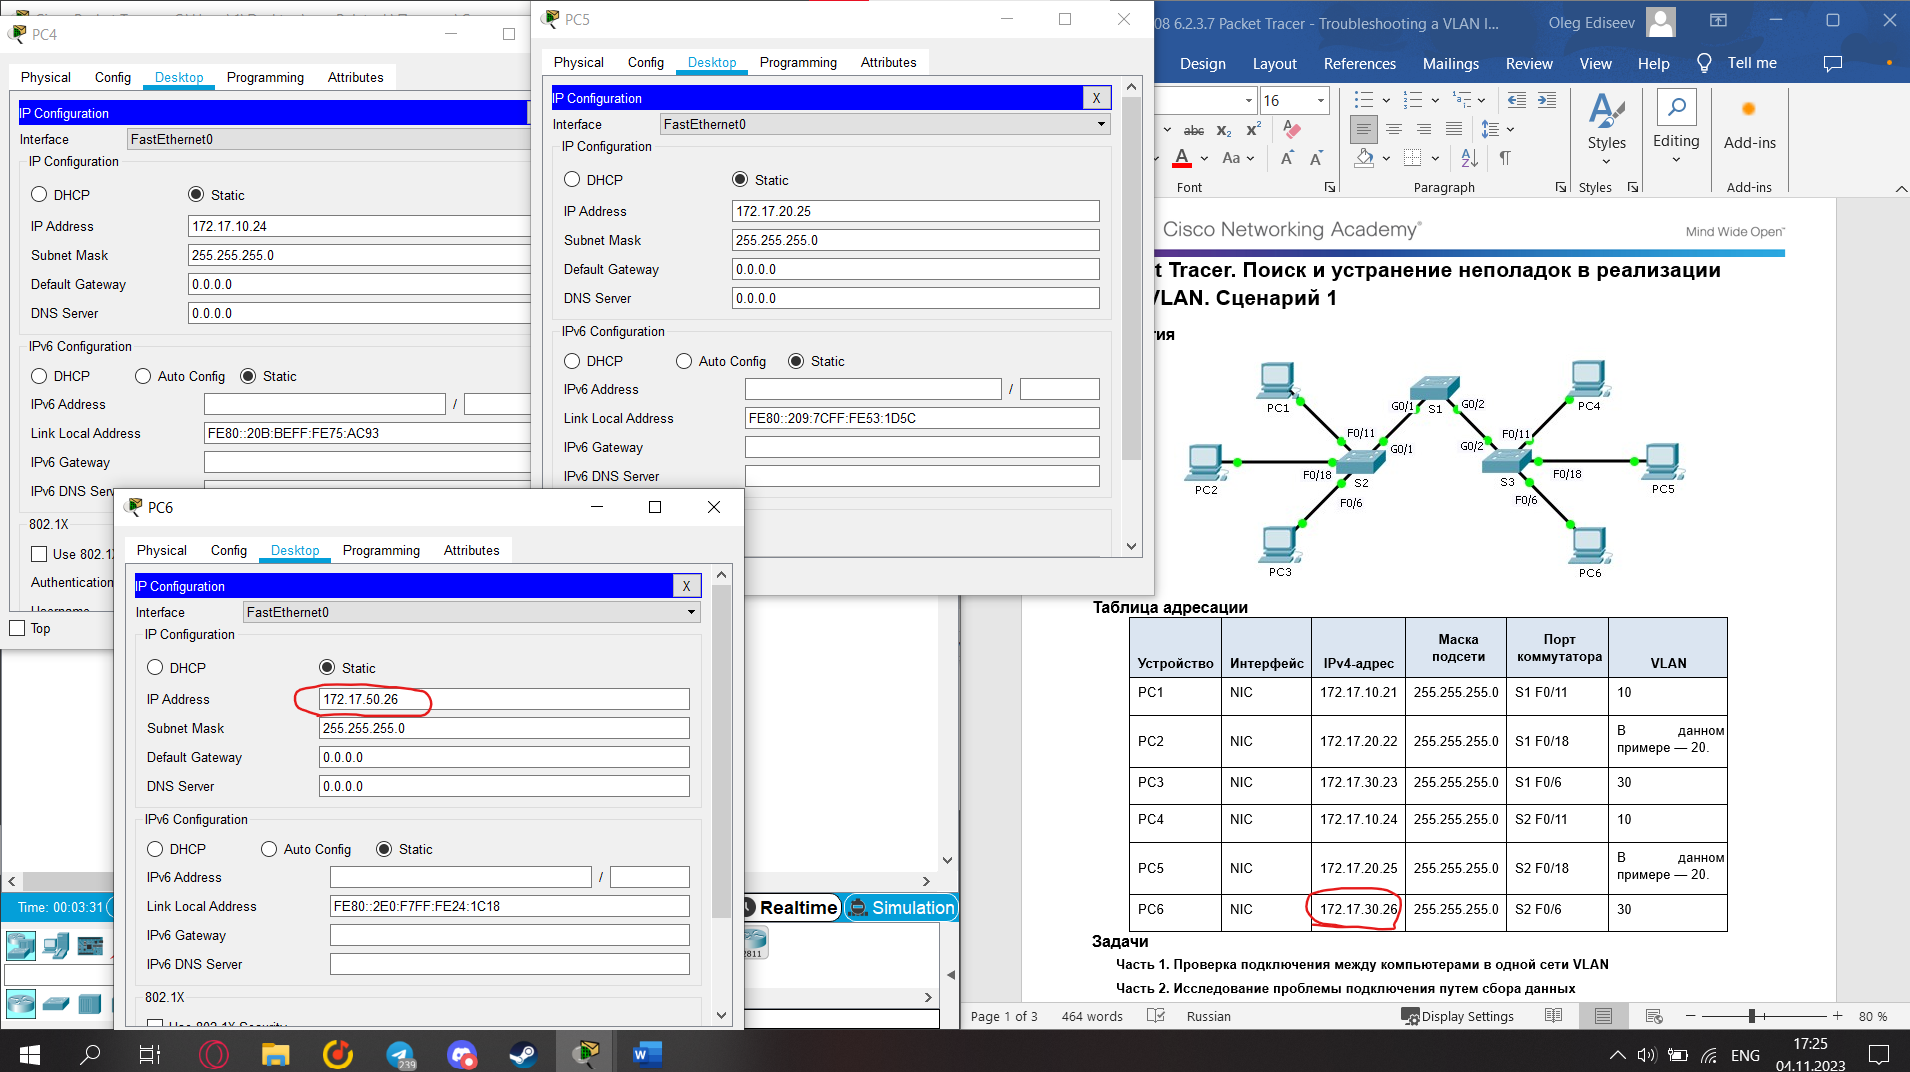 PC4
Physical Config Desktop Programming Attributes
IP Configuration
Interface FastEthernet0
IP Configuration
DHCP Static
IP Address 172.17.10.24
Subnet Mask 255.255.255.0
Default Gateway 0.0.0.0
DNS Server 0.0.0.0
IPv6 Configuration
DHCP Auto Config Static
IPv6 Address /
Link Local Address FE80::20B:BEFF:FE75:AC93
IPv6 Gateway
IPv6 DNS
802.1X
Use 802.1
Authentication
Top
PC5
Physical Config Desktop Programming Attributes
IP Configuration X
Interface FastEthernet0
IP Configuration
DHCP Static
IP Address 172.17.20.25
Subnet Mask 255.255.255.0
Default Gateway 0.0.0.0
DNS Server 0.0.0.0
IPv6 Configuration
DHCP Auto Config Static
IPv6 Address /
Link Local Address FE80::209:7CFF:FE53:1D5C
IPv6 Gateway
IPv6 DNS Server
PC6
Physical Config Desktop Programming Attributes
IP Configuration X
Interface FastEthernet0
IP Configuration
DHCP Static
IP Address 172.17.50.26
Subnet Mask 255.255.255.0
Default Gateway 0.0.0.0
DNS Server 0.0.0.0
IPv6 Configuration
DHCP Auto Config Static
IPv6 Address /
Link Local Address FE80::2E0:F7FF:FE24:1C18
IPv6 Gateway
IPv6 DNS Server
802.1X
Time: 00:03:31
Realtime Simulation
2811
08 6.2.3.7 Packet Tracer - Troubleshooting a VLAN I... Oleg Ediseev
Design Layout References Mailings Review View Help Tell me
16
Styles Editing Add-ins
Font Paragraph Styles Add-ins
Cisco Networking Academy® Mind Wide Open™
t Tracer. Поиск и устранение неполадок в реализации
VLAN. Сценарий 1
гия
PC1 S1 PC4
G0/1 G0/2
F0/11 G0/1 G0/2 F0/11
PC2 F0/18 S2 S3 F0/18 PC5
F0/6 F0/6
PC3 PC6
Таблица адресации
Устройство Интерфейс IPv4-адрес Маска подсети Порт коммутатора VLAN
PC1 NIC 172.17.10.21 255.255.255.0 S1 F0/11 10
PC2 NIC 172.17.20.22 255.255.255.0 S1 F0/18 В данном примере — 20.
PC3 NIC 172.17.30.23 255.255.255.0 S1 F0/6 30
PC4 NIC 172.17.10.24 255.255.255.0 S2 F0/11 10
PC5 NIC 172.17.20.25 255.255.255.0 S2 F0/18 В данном примере — 20.
PC6 NIC 172.17.30.26 255.255.255.0 S2 F0/6 30
Задачи
Часть 1. Проверка подключения между компьютерами в одной сети VLAN
Часть 2. Исследование проблемы подключения путем сбора данных
Page 1 of 3 464 words Russian Display Settings 80 %
239
ENG 17:25
04.11.2023